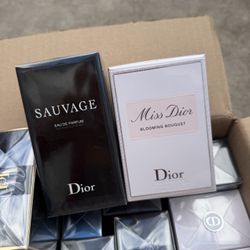 SAUVAGE
EAU DE PARFUM
Dior
Miss Dior
BLOOMING BOUQUET
Dior